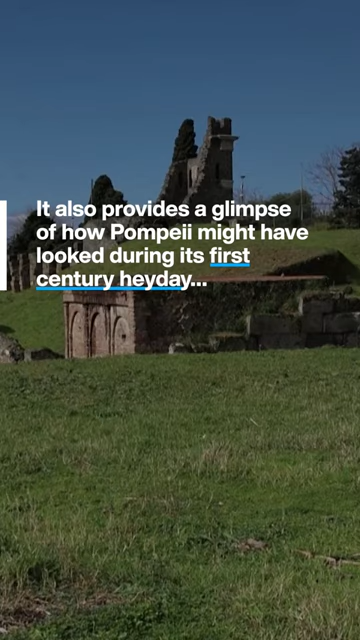 It also provides a glimpse
of how Pompeii might have
looked during its first
century heyday...